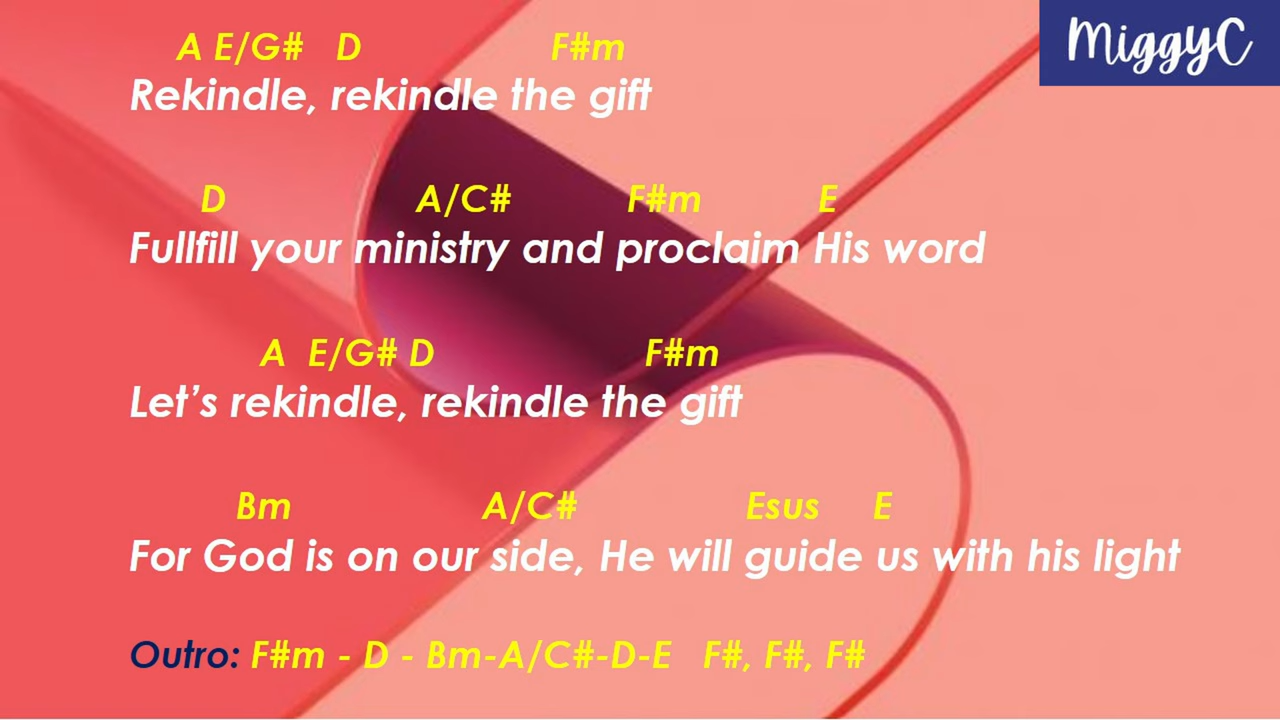 MiggyC
A E/G# D F#m
Rekindle, rekindle the gift
D A/C# F#m E
Fullfill your ministry and proclaim His word
A E/G# D F#m
Let's rekindle, rekindle the gift
Bm A/C# Esus E
For God is on our side, He will guide us with his light
Outro: F#m - D - Bm-A/C#-D-E F#, F#, F#